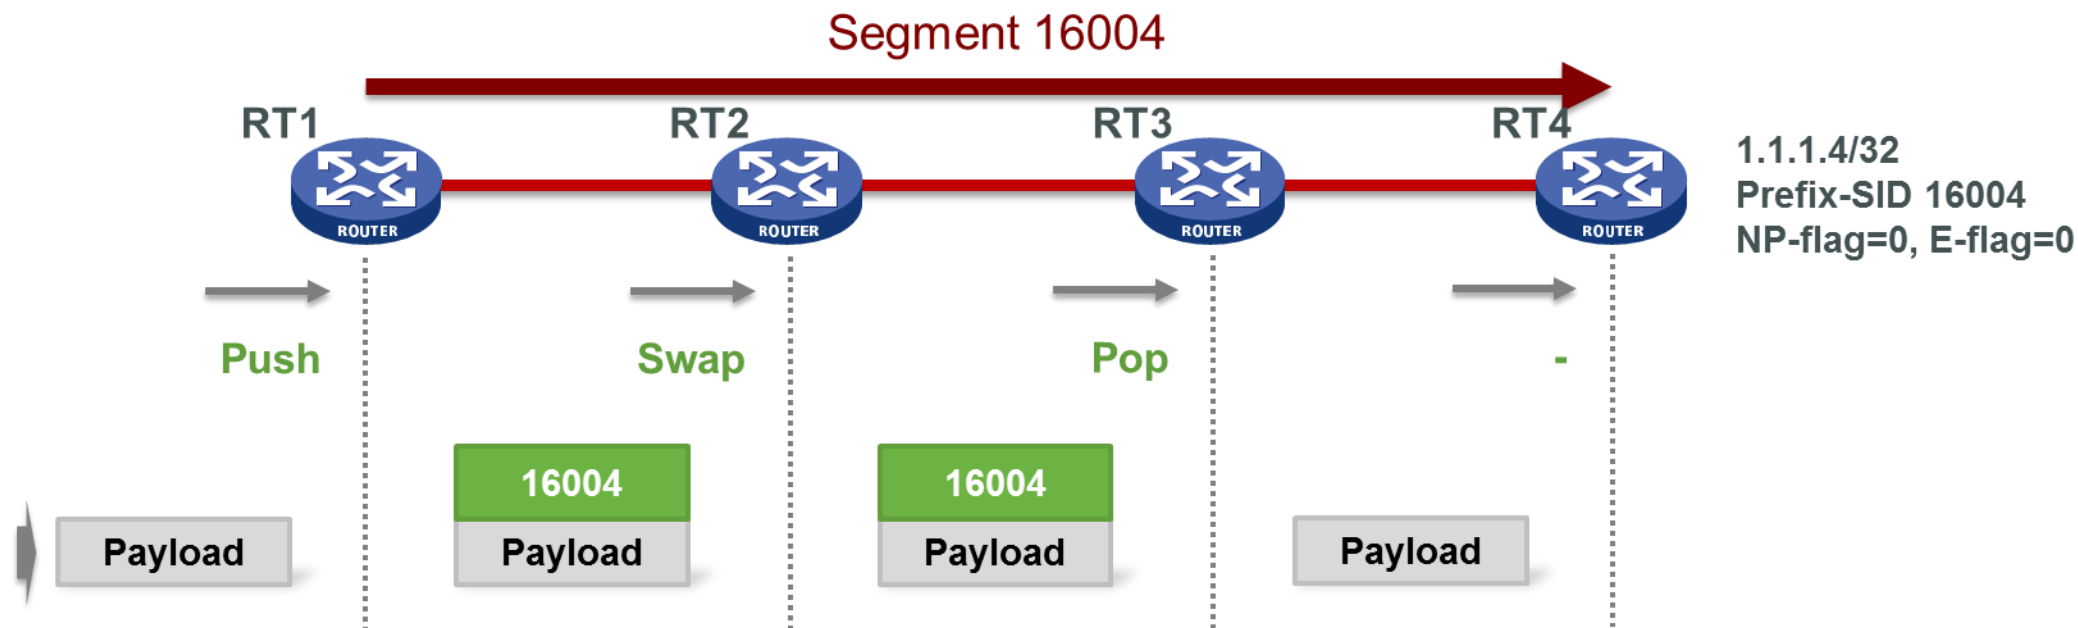 Segment 16004
RT1
RT2
RT3
RT4
ROUTER
ROUTER
ROUTER
ROUTER
1.1.1.4/32
Prefix-SID 16004
NP-flag=0, E-flag=0
Push
Swap
Pop
-
16004
16004
Payload
Payload
Payload
Payload